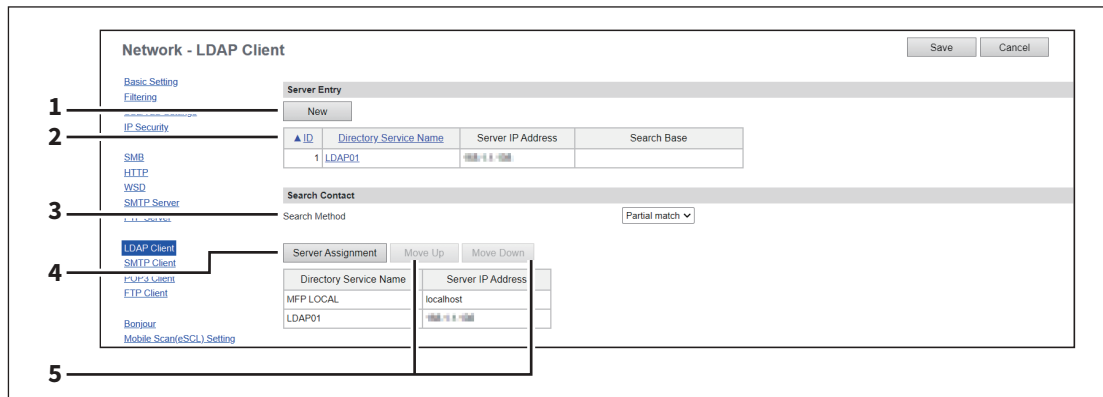 Network - LDAP Client
Save
Cancel
Basic Setting
Filtering
IP Security
SMB
HTTP
WSD
SMTP Server
LDAP Client
SMTP Client
POP3 Client
FTP Client
Bonjour
Mobile Scan(eSCL) Setting
Server Entry
1
New
2
▲ID Directory Service Name Server IP Address Search Base
1 LDAP01
Search Contact
3
Search Method Partial match
4
Server Assignment Move Up Move Down
Directory Service Name Server IP Address
MFP LOCAL localhost
LDAP01
5